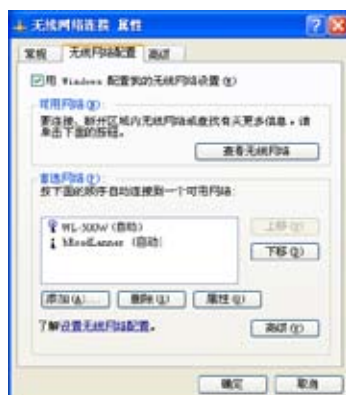 无线网络连接 属性
常规 无线网络配置 高级
用 Windows 配置我的无线网络设置(W)
可用网络(N)
要连接、断开区域内无线网络或查找有关更多信息，请
单击下面的按钮。
查看无线网络
首选网络(P)
按下面的顺序自动连接到一个可用网络:
WL-500W (自动)
(自动)
上移(U)
下移(D)
添加(A)... 删除(R) 属性(O)
了解设置无线网络配置。
高级(V)
确定 取消